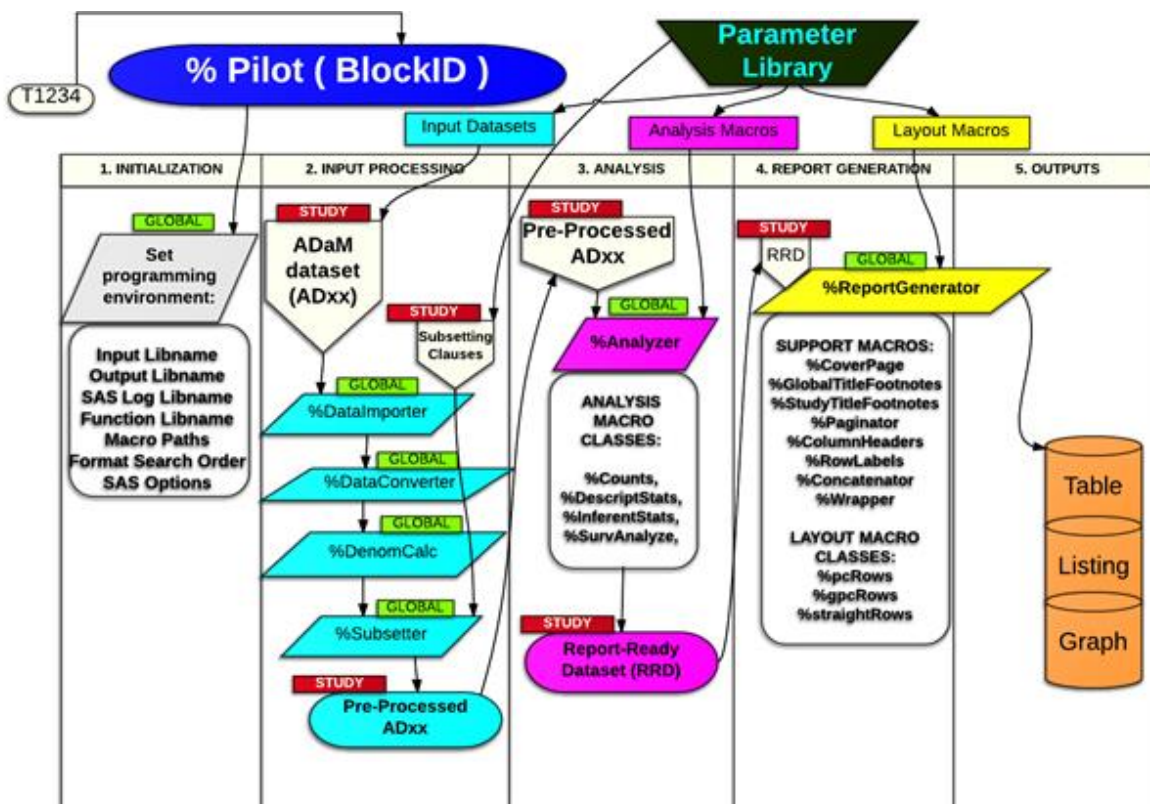 % Pilot ( BlockID )
T1234
Parameter
Library
Input Datasets
Analysis Macros
Layout Macros
1. INITIALIZATION
2. INPUT PROCESSING
3. ANALYSIS
4. REPORT GENERATION
5. OUTPUTS
GLOBAL
Set
programming
environment:
Input Libname
Output Libname
SAS Log Libname
Function Libname
Macro Paths
Format Search Order
SAS Options
STUDY
ADaM
dataset
(ADxx)
STUDY
Subsetting
Clauses
GLOBAL
%DataImporter
GLOBAL
%DataConverter
GLOBAL
%DenomCalc
GLOBAL
%Subsetter
STUDY
Pre-Processed
ADxx
STUDY
Pre-Processed
ADxx
GLOBAL
%Analyzer
ANALYSIS
MACRO
CLASSES:
%Counts,
%DescriptStats,
%InferentStats,
%SurvAnalyze,
STUDY
Report-Ready
Dataset (RRD)
STUDY
RRD
GLOBAL
%ReportGenerator
SUPPORT MACROS:
%CoverPage
%GlobalTitleFootnotes
%StudyTitleFootnotes
%Paginator
%ColumnHeaders
%RowLabels
%Concatenator
%Wrapper
LAYOUT MACRO
CLASSES:
%pcRows
%gpcRows
%straightRows
Table
Listing
Graph